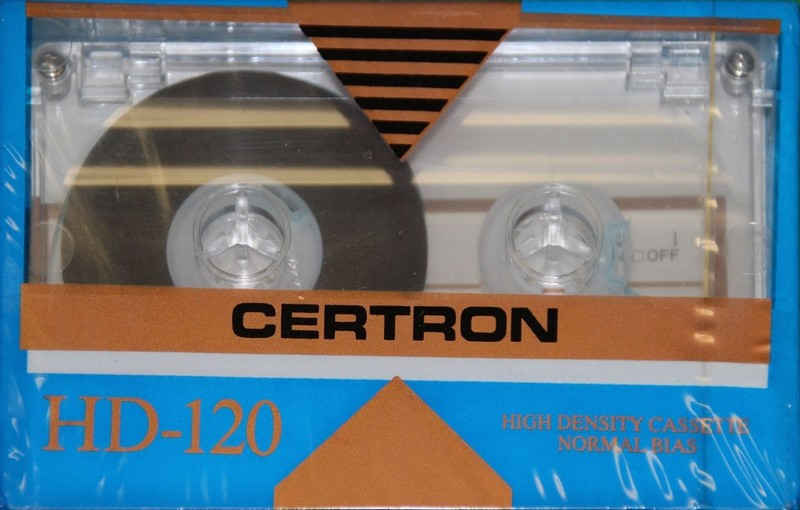 ]
□OFF
CERTRON
HD-120
HIGH DENSITY CASSETTE
NORMAL BIAS